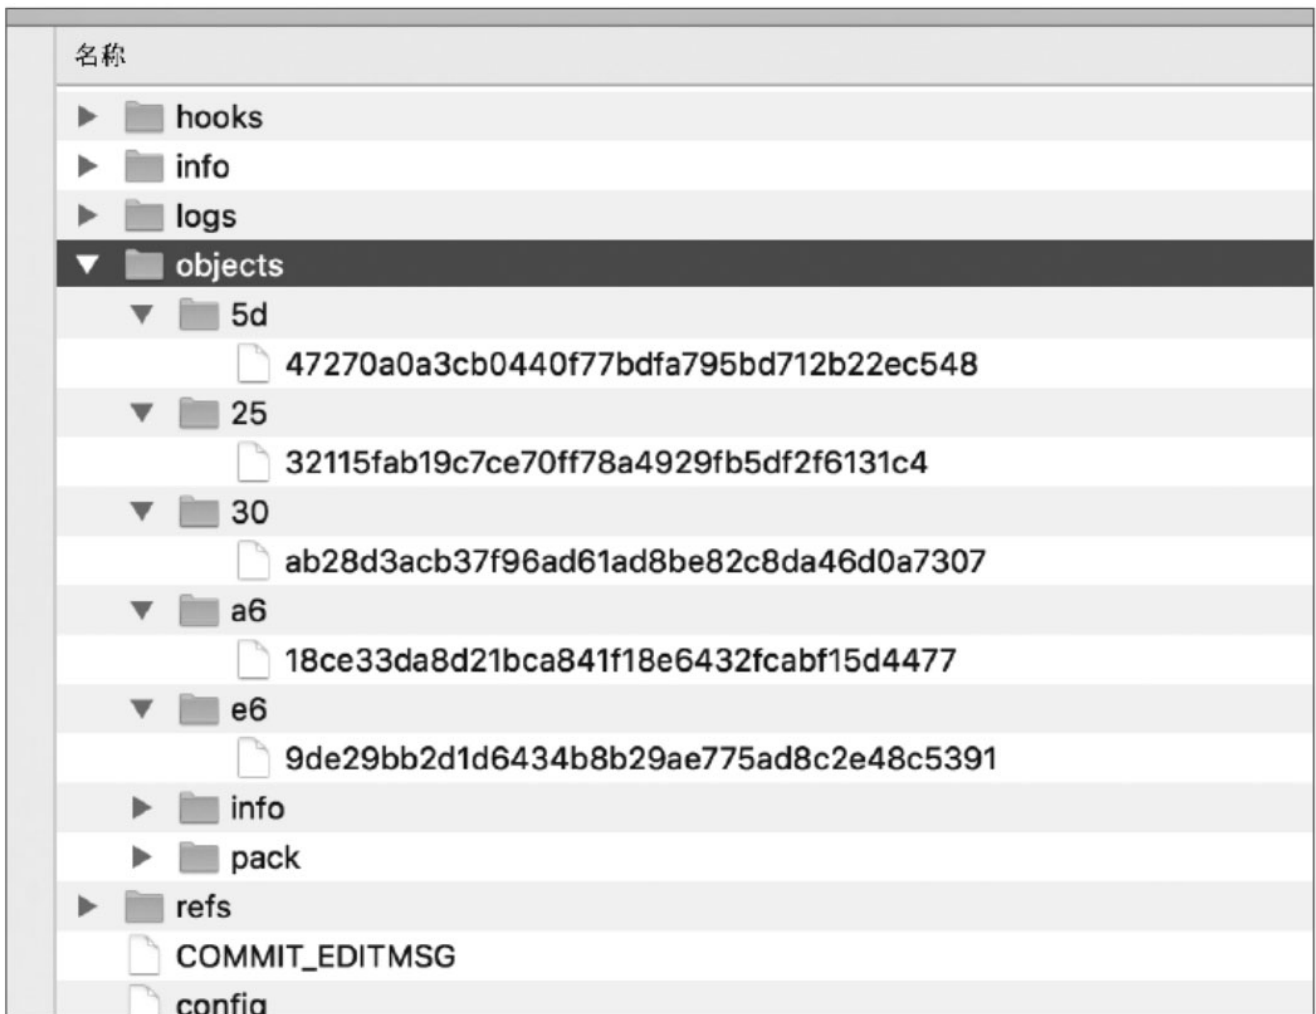 名称
hooks
info
logs
objects
5d
47270a0a3cb0440f77bdfa795bd712b22ec548
25
32115fab19c7ce70ff78a4929fb5df2f6131c4
30
ab28d3acb37f96ad61ad8be82c8da46d0a7307
a6
18ce33da8d21bca841f18e6432fcabf15d4477
e6
9de29bb2d1d6434b8b29ae775ad8c2e48c5391
info
pack
refs
COMMIT_EDITMSG
config